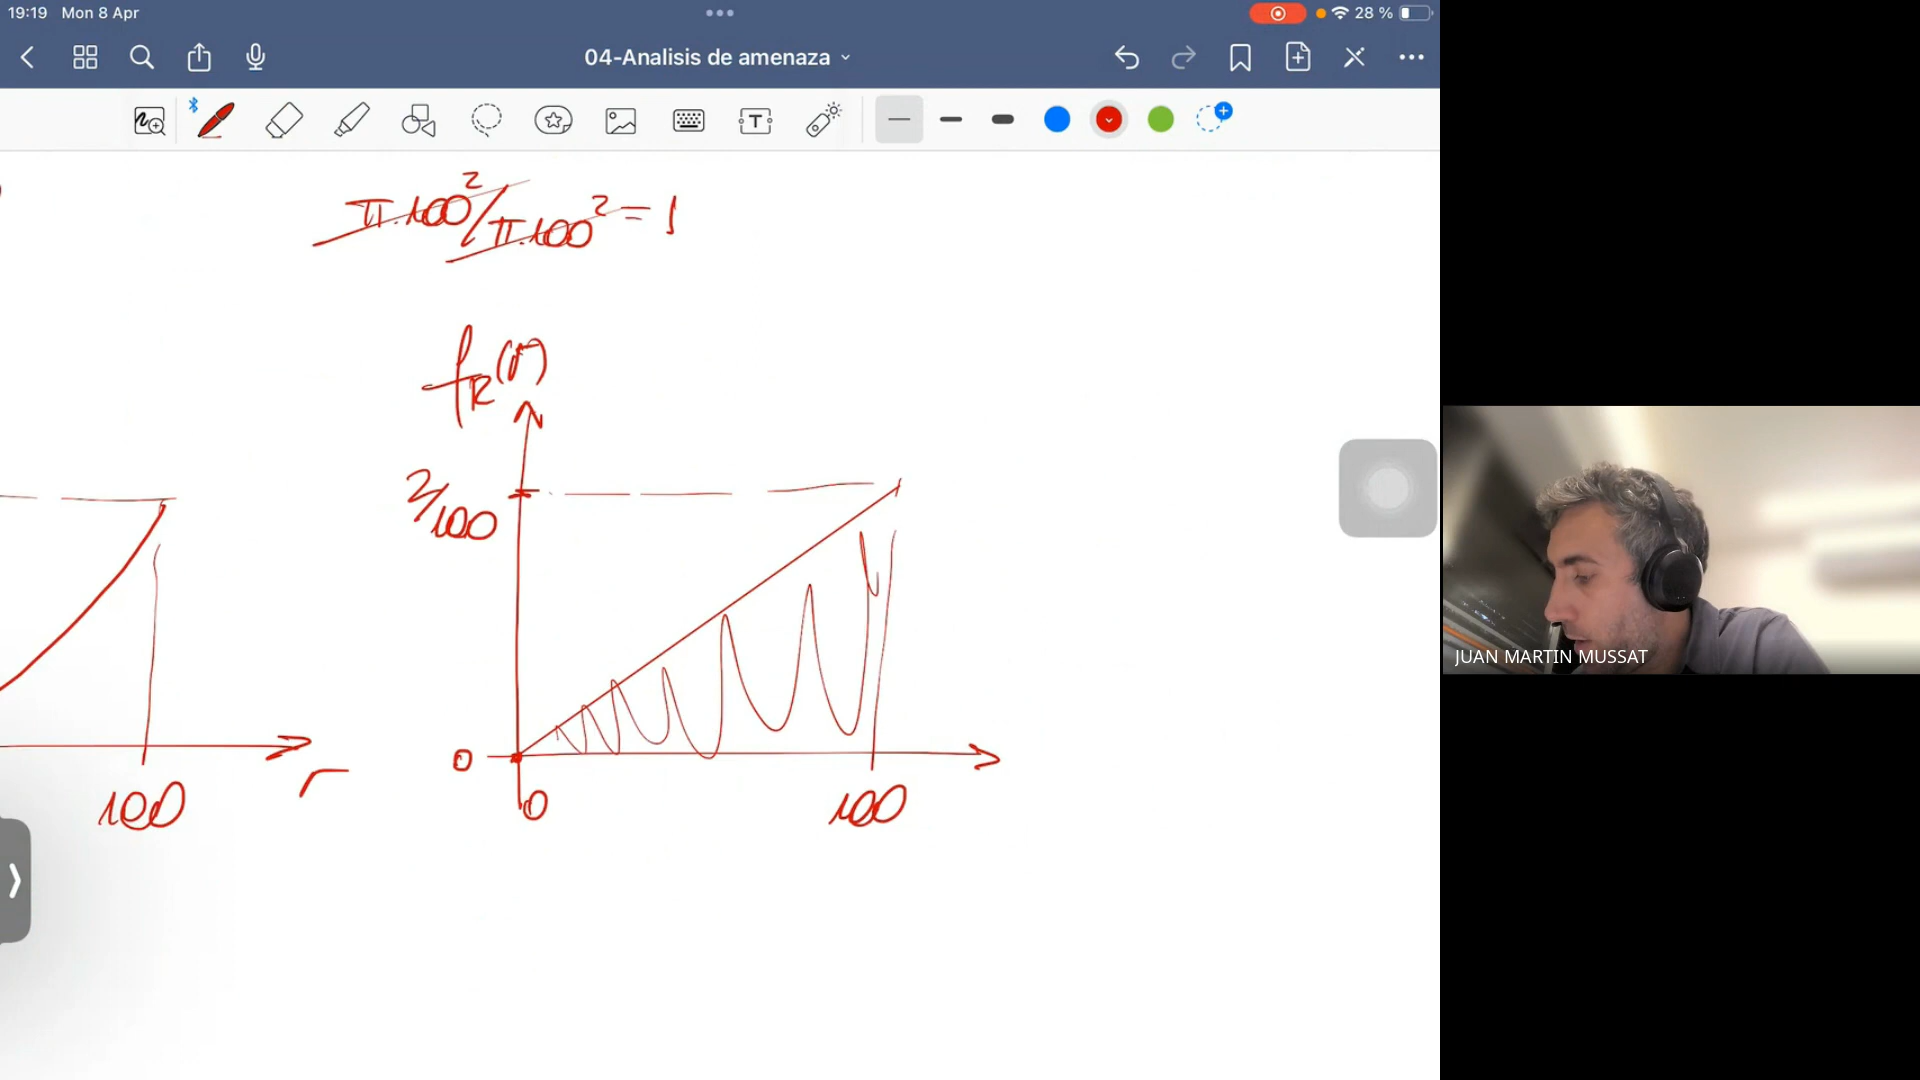 19:19 Mon 8 Apr
28 %
04-Analisis de amenaza
T
π.100²/π.100² = 1
fR(r)
2/100
0
0
100
100
r
JUAN MARTIN MUSSAT